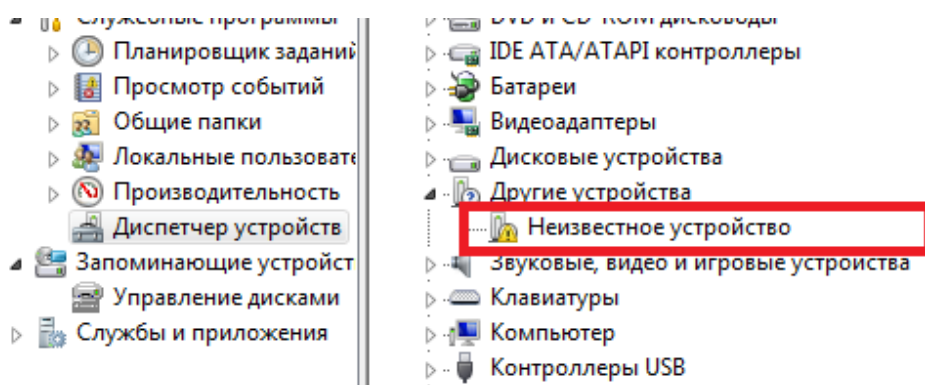 Служебные программы
Планировщик заданий
Просмотр событий
Общие папки
Локальные пользовате
Производительность
Диспетчер устройств
Запоминающие устройст
Управление дисками
Службы и приложения
DVD и CD-ROM дисководы
IDE ATA/ATAPI контроллеры
Батареи
Видеоадаптеры
Дисковые устройства
Другие устройства
Неизвестное устройство
Звуковые, видео и игровые устройства
Клавиатуры
Компьютер
Контроллеры USB